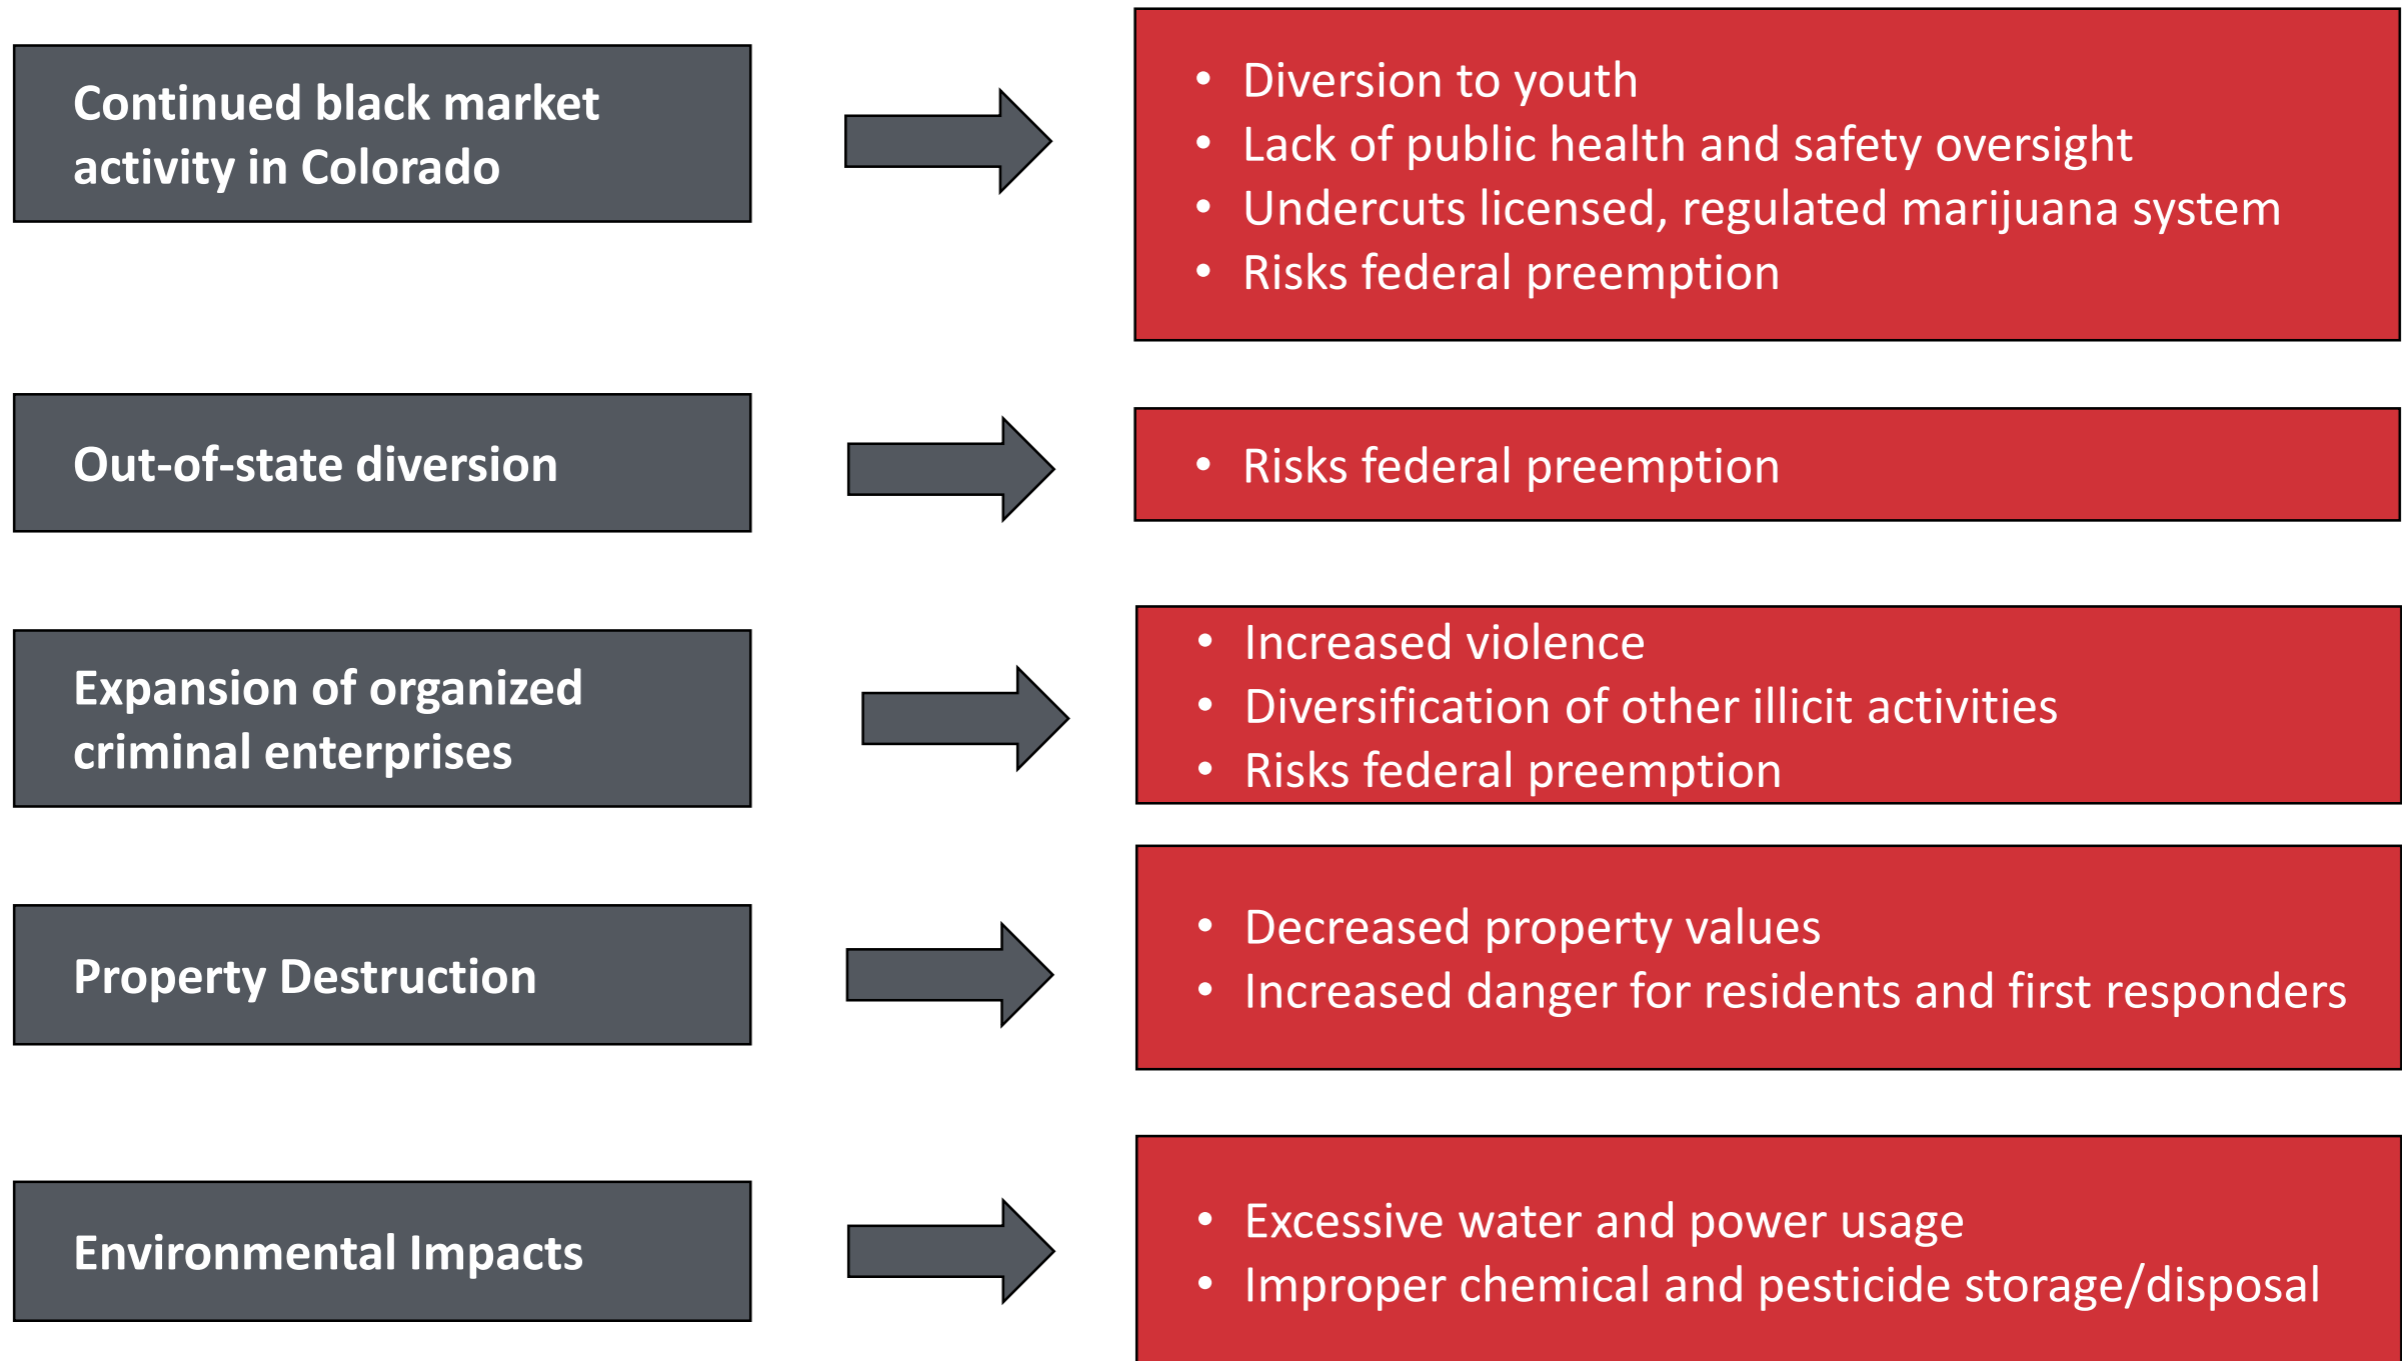 Continued black market
activity in Colorado
• Diversion to youth
• Lack of public health and safety oversight
• Undercuts licensed, regulated marijuana system
• Risks federal preemption
Out-of-state diversion
• Risks federal preemption
Expansion of organized
criminal enterprises
• Increased violence
• Diversification of other illicit activities
• Risks federal preemption
Property Destruction
• Decreased property values
• Increased danger for residents and first responders
Environmental Impacts
• Excessive water and power usage
• Improper chemical and pesticide storage/disposal